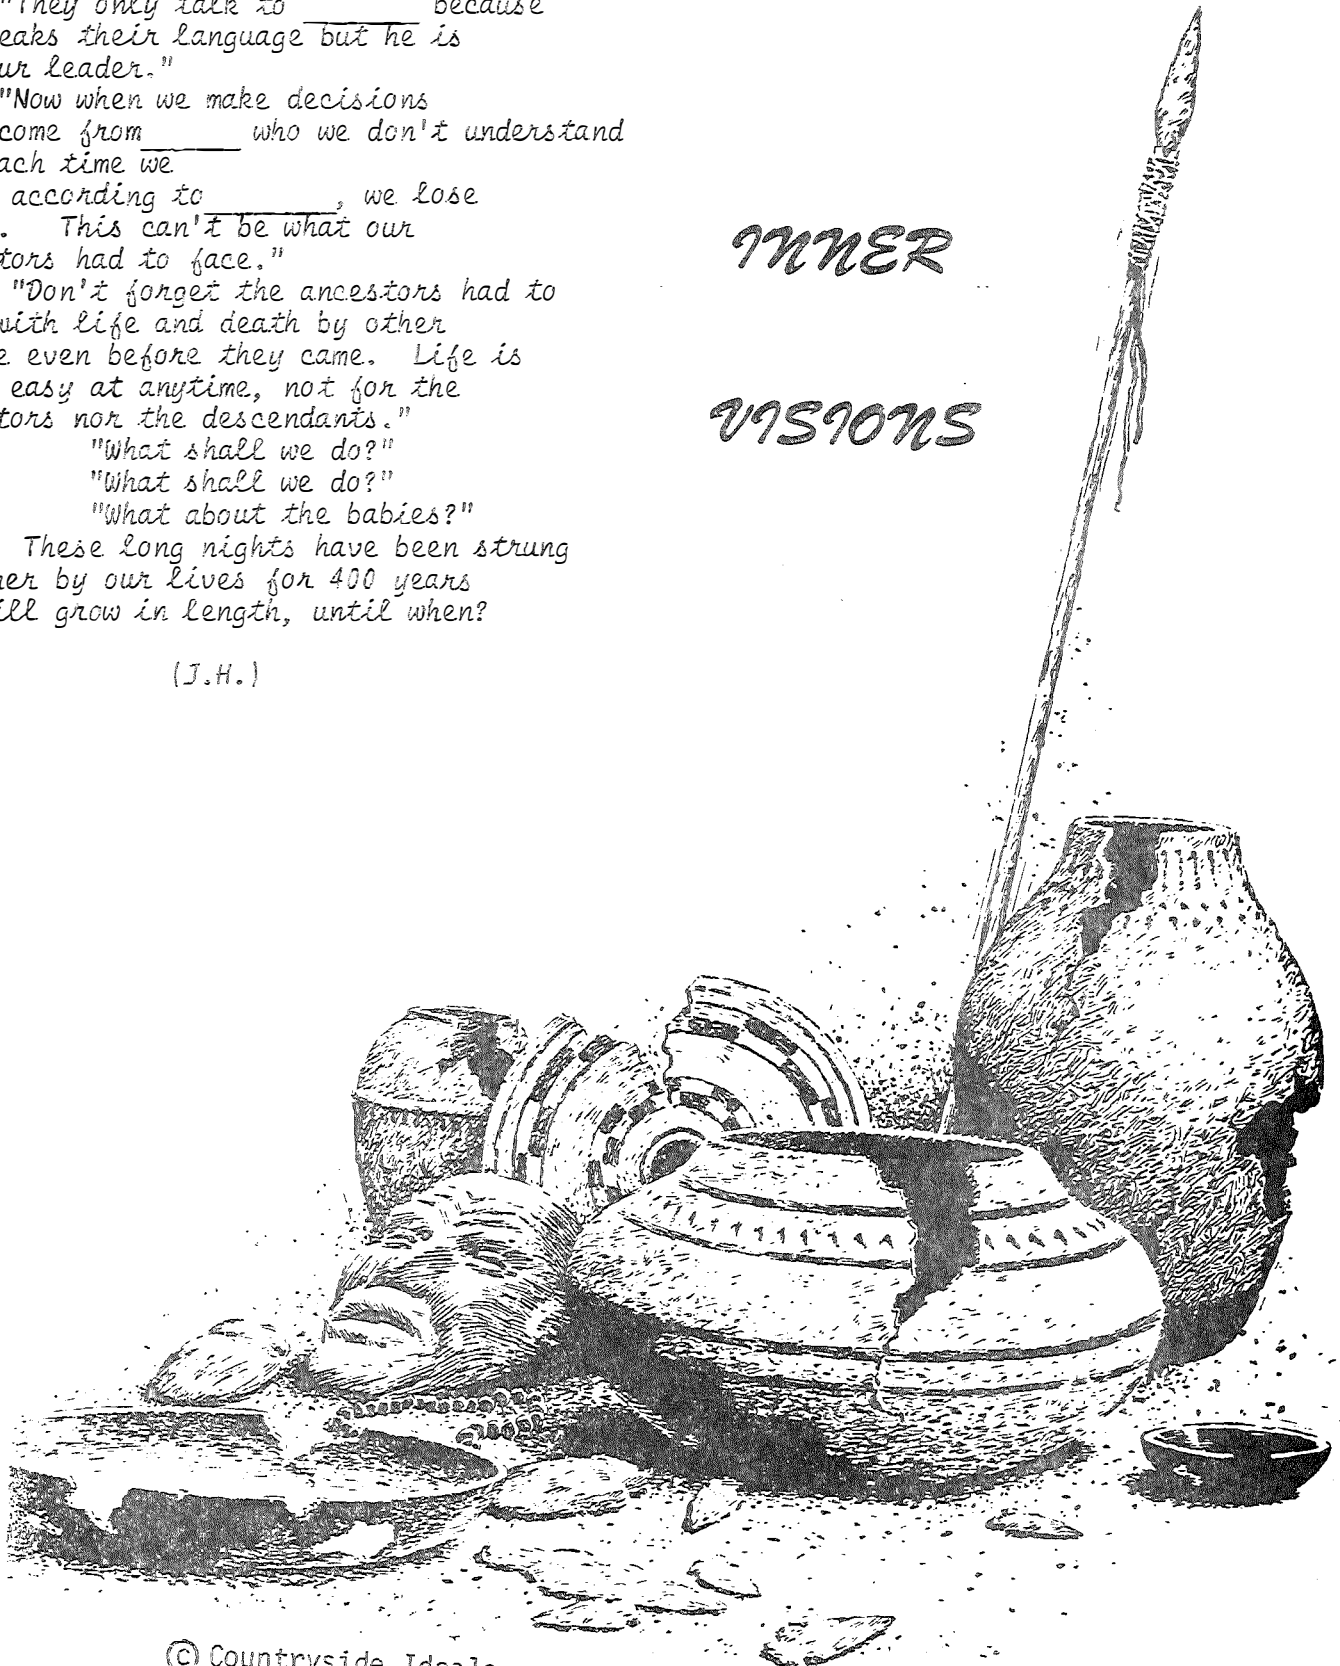 "They only talk to ________ because
eaks their language but he is
ur leader."
"Now when we make decisions
come from ______ who we don't understand
ach time we
according to ________, we lose
. This can't be what our
tors had to face."
"Don't forget the ancestors had to
with life and death by other
e even before they came. Life is
easy at anytime, not for the
tors nor the descendants."
"What shall we do?"
"What shall we do?"
"What about the babies?"
These long nights have been strung
her by our lives for 400 years
ill grow in length, until when?
(J.H.)
INNER
VISIONS
© Countryside Ideals